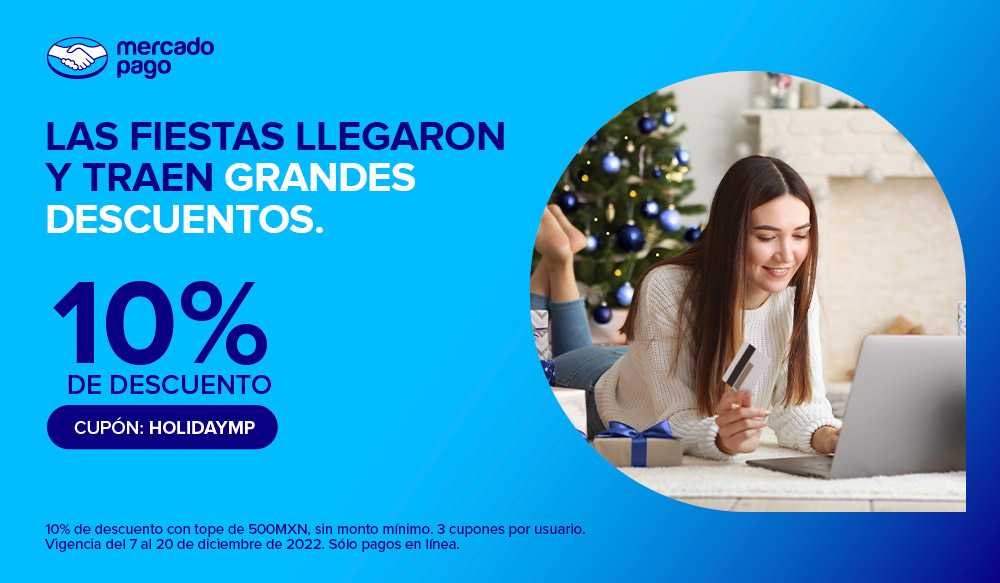 mercado
pago
LAS FIESTAS LLEGARON
Y TRAEN GRANDES
DESCUENTOS.
10%
DE DESCUENTO
CUPÓN: HOLIDAYMP
10% de descuento con tope de 500MXN, sin monto mínimo. 3 cupones por usuario.
Vigencia del 7 al 20 de diciembre de 2022. Sólo pagos en línea.